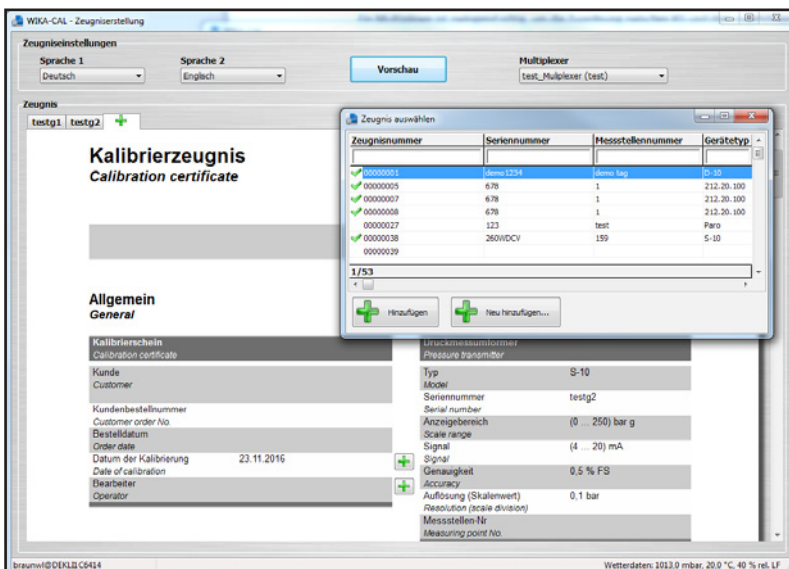 WIKA-CAL - Zeugniserstellung
Zeugniseinstellungen
Sprache 1
Sprache 2
Multiplexer
Deutsch
Englisch
Vorschau
test_Muliplexer (test)
Zeugnis
testg1 testg2
Zeugnis auswählen
Zeugnisnummer Seriennummer Messstellennummer Gerätetyp
00000001 demo1234 demo tag D-10
00000005 678 1 212.20.100
00000007 678 1 212.20.100
00000008 678 1 212.20.100
00000027 123 test Paro
00000038 260WDCV 159 S-10
00000039
1/53
Hinzufügen Neu hinzufügen...
Kalibrierzeugnis
Calibration certificate
Allgemein
General
Kalibrierschein
Calibration certificate
Kunde
Customer
Kundenbestellnummer
Customer order No.
Bestelldatum
Order date
Datum der Kalibrierung 23.11.2016
Date of calibration
Bearbeiter
Operator
Druckmessumformer
Pressure transmitter
Typ S-10
Model
Seriennummer testg2
Serial number
Anzeigebereich (0 ... 250) bar g
Scale range
Signal (4 ... 20) mA
Signal
Genauigkeit 0,5 % FS
Accuracy
Auflösung (Skalenwert) 0,1 bar
Resolution (scale division)
Messstellen-Nr
Measuring point No.
Wetterdaten: 1013,0 mbar, 20,0 °C, 40 % rel. LF